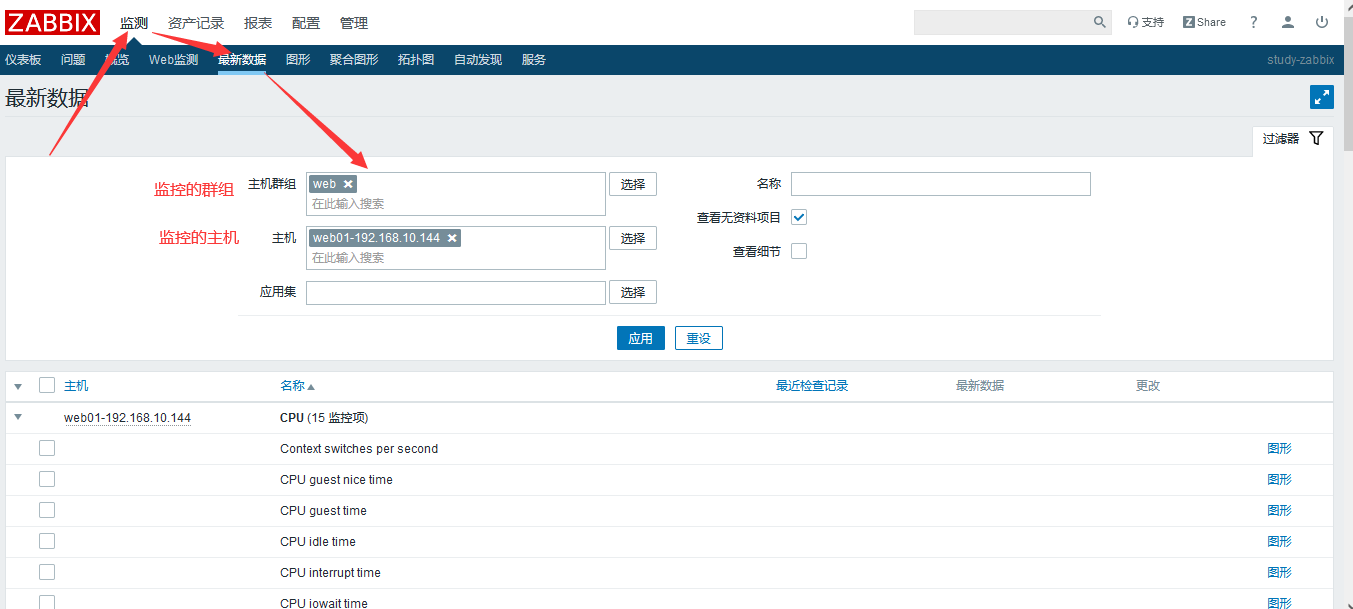 ZABBIX 监测 资产记录 报表 配置 管理 支持 Z Share ?
仪表板 问题 概览 Web监测 最新数据 图形 聚合图形 拓扑图 自动发现 服务 study-zabbix
最新数据
过滤器
监控的群组 主机群组 web 选择 名称
在此输入搜索
查看无资料项目
监控的主机 主机 web01-192.168.10.144 选择
查看细节
在此输入搜索
应用集 选择
应用 重设
主机 名称 最近检查记录 最新数据 更改
web01-192.168.10.144 CPU (15 监控项)
Context switches per second 图形
CPU guest nice time 图形
CPU guest time 图形
CPU idle time 图形
CPU interrupt time 图形
CPU iowait time 图形